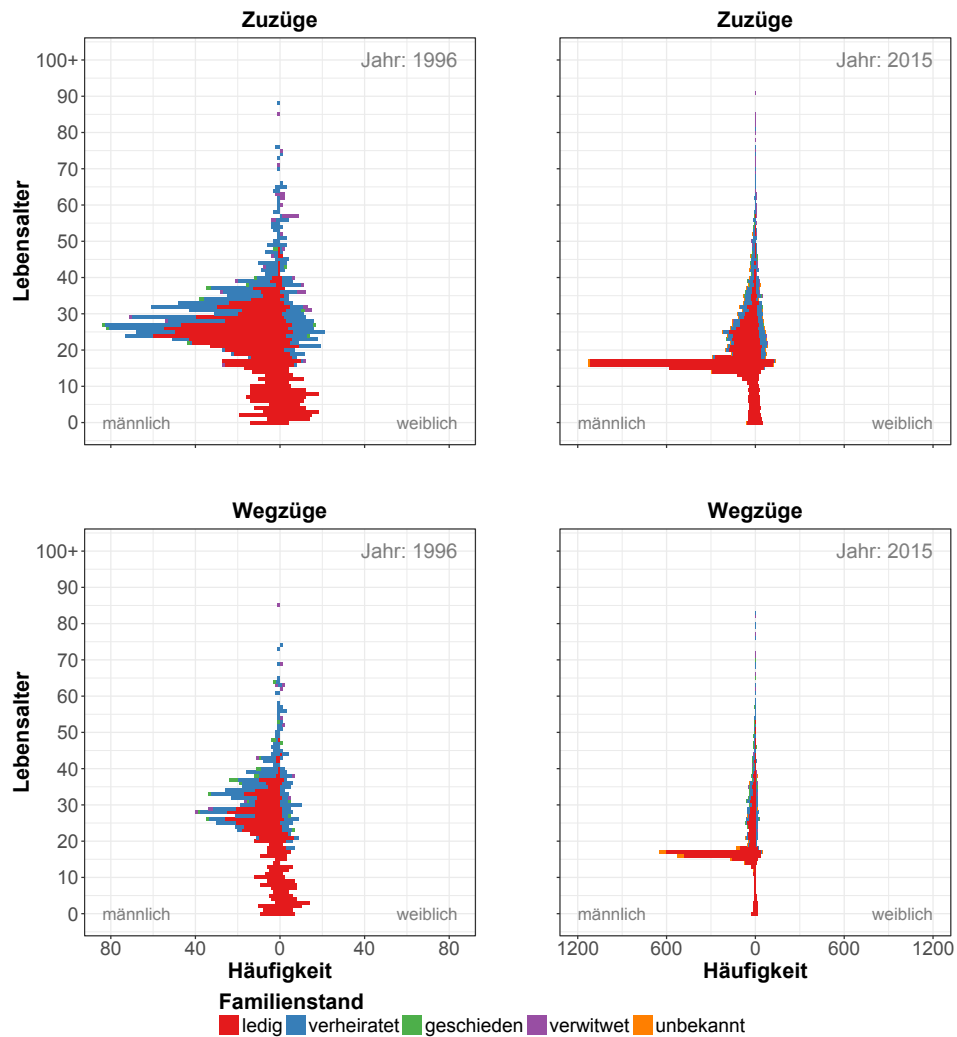 Zuzüge
Zuzüge
Jahr: 1996
Jahr: 2015
100+
90
80
70
60
50
40
30
20
10
0
Lebensalter
männlich
weiblich
männlich
weiblich
Wegzüge
Wegzüge
Jahr: 1996
Jahr: 2015
100+
90
80
70
60
50
40
30
20
10
0
Lebensalter
männlich
weiblich
männlich
weiblich
80 40 0 40 80
1200 600 0 600 1200
Häufigkeit
Häufigkeit
Familienstand
ledig verheiratet geschieden verwitwet unbekannt